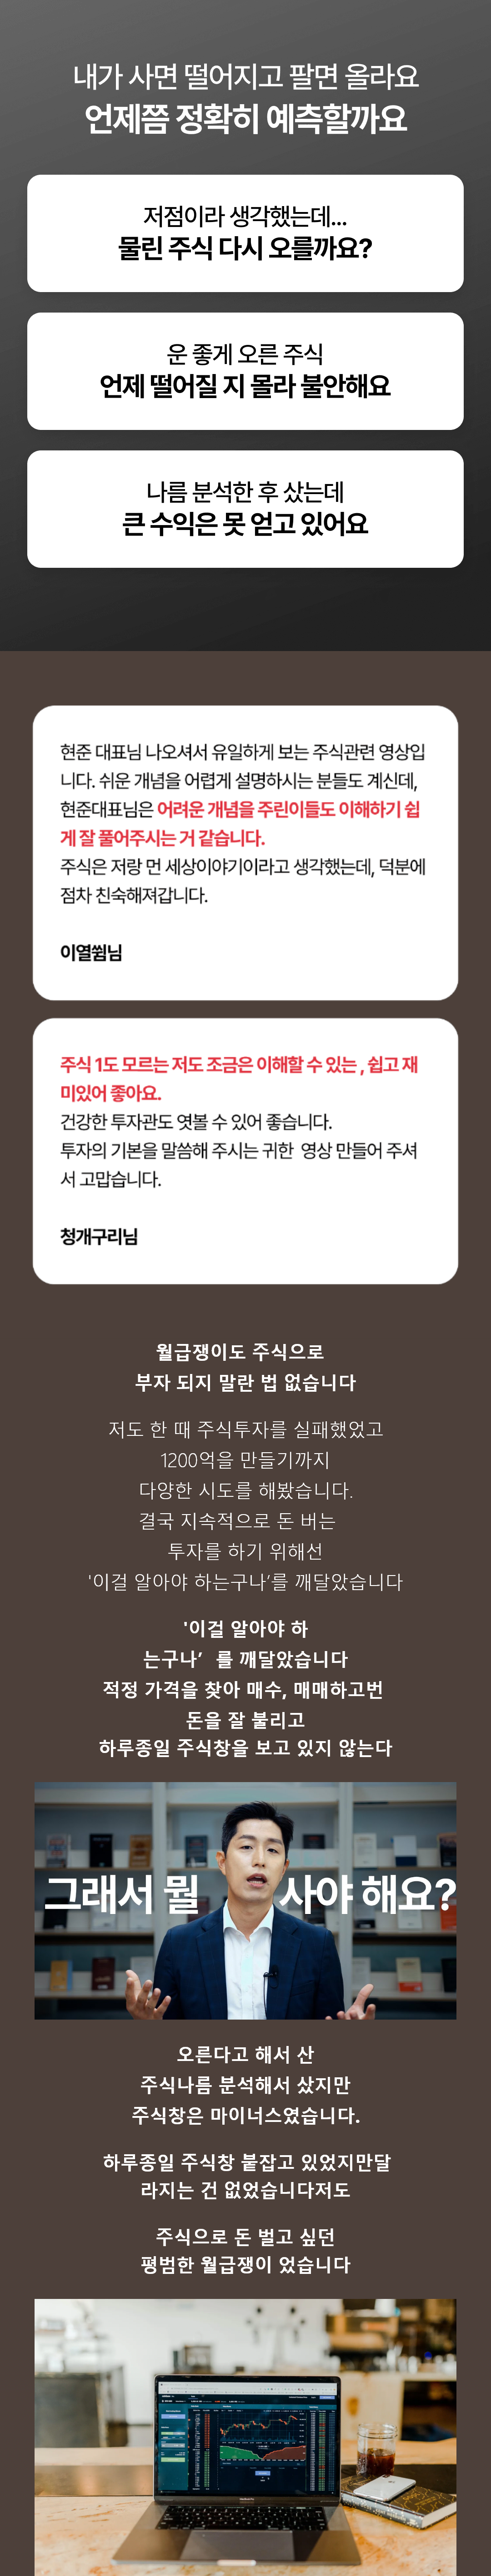 내가 사면 떨어지고 팔면 올라요
언제쯤 정확히 예측할까요
저점이라 생각했는데...
물린 주식 다시 오를까요?
운 좋게 오른 주식
언제 떨어질 지 몰라 불안해요
나름 분석한 후 샀는데
큰 수익은 못 얻고 있어요
현준 대표님 나오셔서 유일하게 보는 주식관련 영상입
니다. 쉬운 개념을 어렵게 설명하시는 분들도 계신데,
현준대표님은 어려운 개념을 주린이들도 이해하기 쉽
게 잘 풀어주시는 거 같습니다.
주식은 저랑 먼 세상이야기이라고 생각했는데, 덕분에
점차 친숙해져갑니다.
이열쒬님
주식 1도 모르는 저도 조금은 이해할 수 있는 , 쉽고 재
미있어 좋아요.
건강한 투자관도 엿볼 수 있어 좋습니다.
투자의 기본을 말씀해 주시는 귀한 영상 만들어 주셔
서 고맙습니다.
청개구리님
월급쟁이도 주식으로
부자 되지 말란 법 없습니다
저도 한 때 주식투자를 실패했었고
1200억을 만들기까지
다양한 시도를 해봤습니다.
결국 지속적으로 돈 버는
투자를 하기 위해선
'이걸 알아야 하는구나'를 깨달았습니다
'이걸 알아야 하
는구나' 를 깨달았습니다
적정 가격을 찾아 매수, 매매하고번
돈을 잘 불리고
하루종일 주식창을 보고 있지 않는다
그래서 뭘 사야 해요?
오른다고 해서 산
주식나름 분석해서 샀지만
주식창은 마이너스였습니다.
하루종일 주식창 붙잡고 있었지만달
라지는 건 없었습니다저도
주식으로 돈 벌고 싶던
평범한 월급쟁이 었습니다